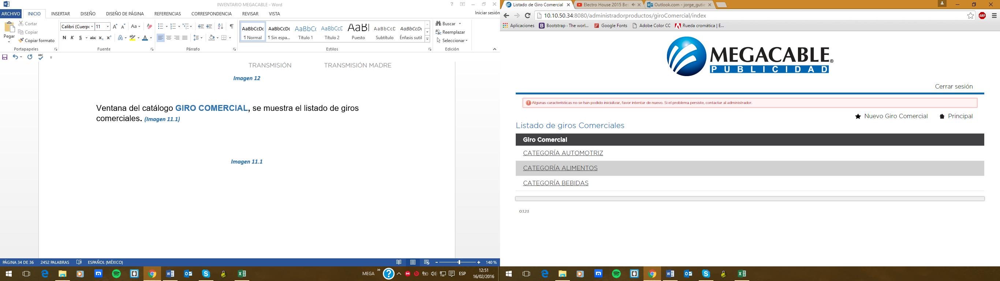 INVENTARIO MEGACABLE - Word
ARCHIVO INICIO INSERTAR DISEÑO DISEÑO DE PÁGINA REFERENCIAS CORRESPONDENCIA REVISAR VISTA Iniciar sesión
Pegar
Cortar
Copiar
Copiar formato
Portapapeles
Calibri (Cuerpo 11
N K S abc x₂ x²
Fuente
Párrafo
AaBbCcDc AaBbCcDc AaBbCc AaBbCcD AaBl AaBbCcD AaBbCcDc
¶ Normal ¶ Sin espa... Título 1 Título 2 Puesto Subtítulo Énfasis sutil
Estilos
Buscar
Reemplazar
Seleccionar
Edición
TRANSMISIÓN TRANSMISIÓN MADRE
Imagen 12
Ventana del catálogo GIRO COMERCIAL, se muestra el listado de giros
comerciales. (Imagen 11.1)
Imagen 11.1
PÁGINA 34 DE 36 2452 PALABRAS ESPAÑOL (MÉXICO) 140 %
MEGA ESP 12:51
16/02/2016
Listado de Giro Comercial Electro House 2015 Bes Outlook.com - jorge_gutie
10.10.50.34:8080/administradorproductos/giroComercial/index
ABP
Aplicaciones Bootstrap · The worl... Google Fonts Adobe Color CC Rueda cromática | E...
MEGACABLE®
PUBLICIDAD
Cerrar sesión
Algunas características no se han podido inicializar, favor intentar de nuevo. Si el problema persiste, contactar al administrador.
Nuevo Giro Comercial Principal
Listado de giros Comerciales
Giro Comercial
CATEGORÍA AUTOMOTRIZ
CATEGORÍA ALIMENTOS
CATEGORÍA BEBIDAS
0.1.23